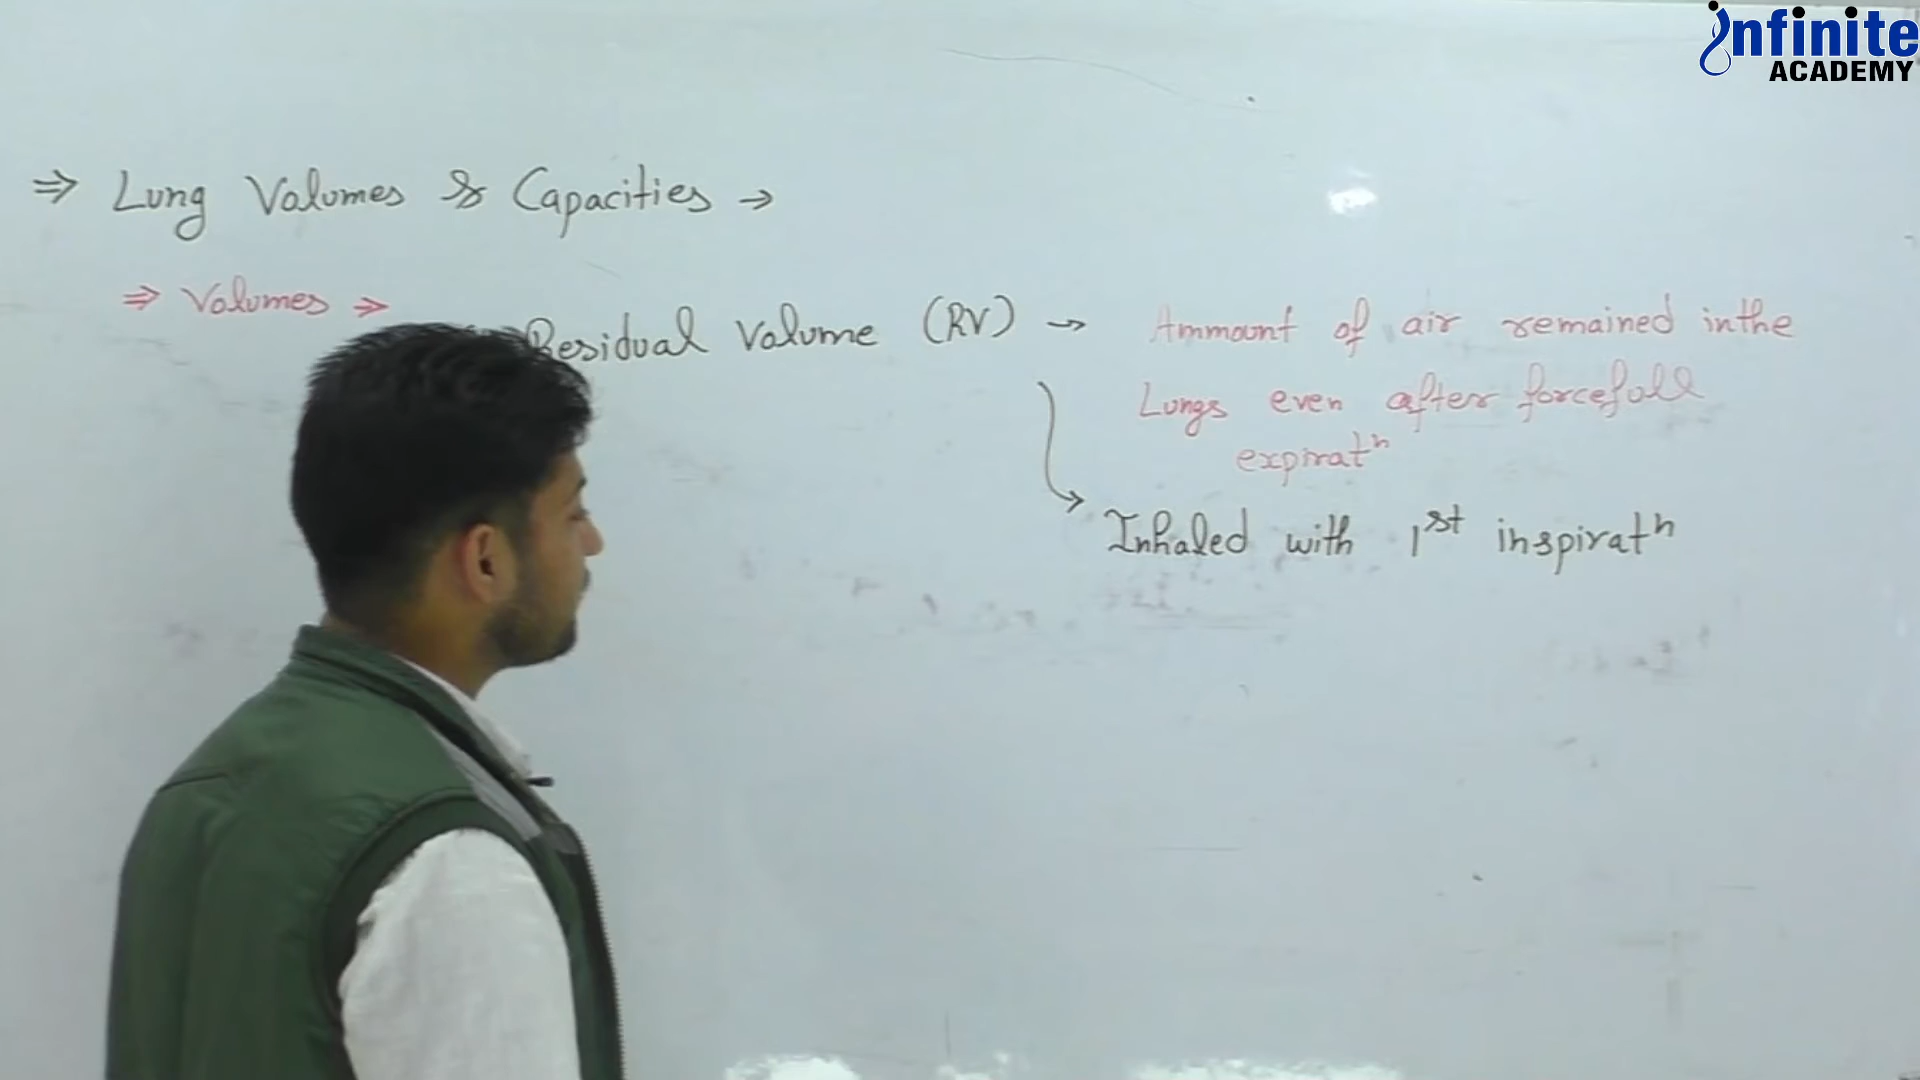 infinite
ACADEMY
⇒ Lung Volumes & Capacities →
⇒ Volumes ⇒
Residual Volume (RV) → Ammount of air remained in the
Lungs even after forcefull
expiratⁿ
Inhaled with 1st inspiratⁿ